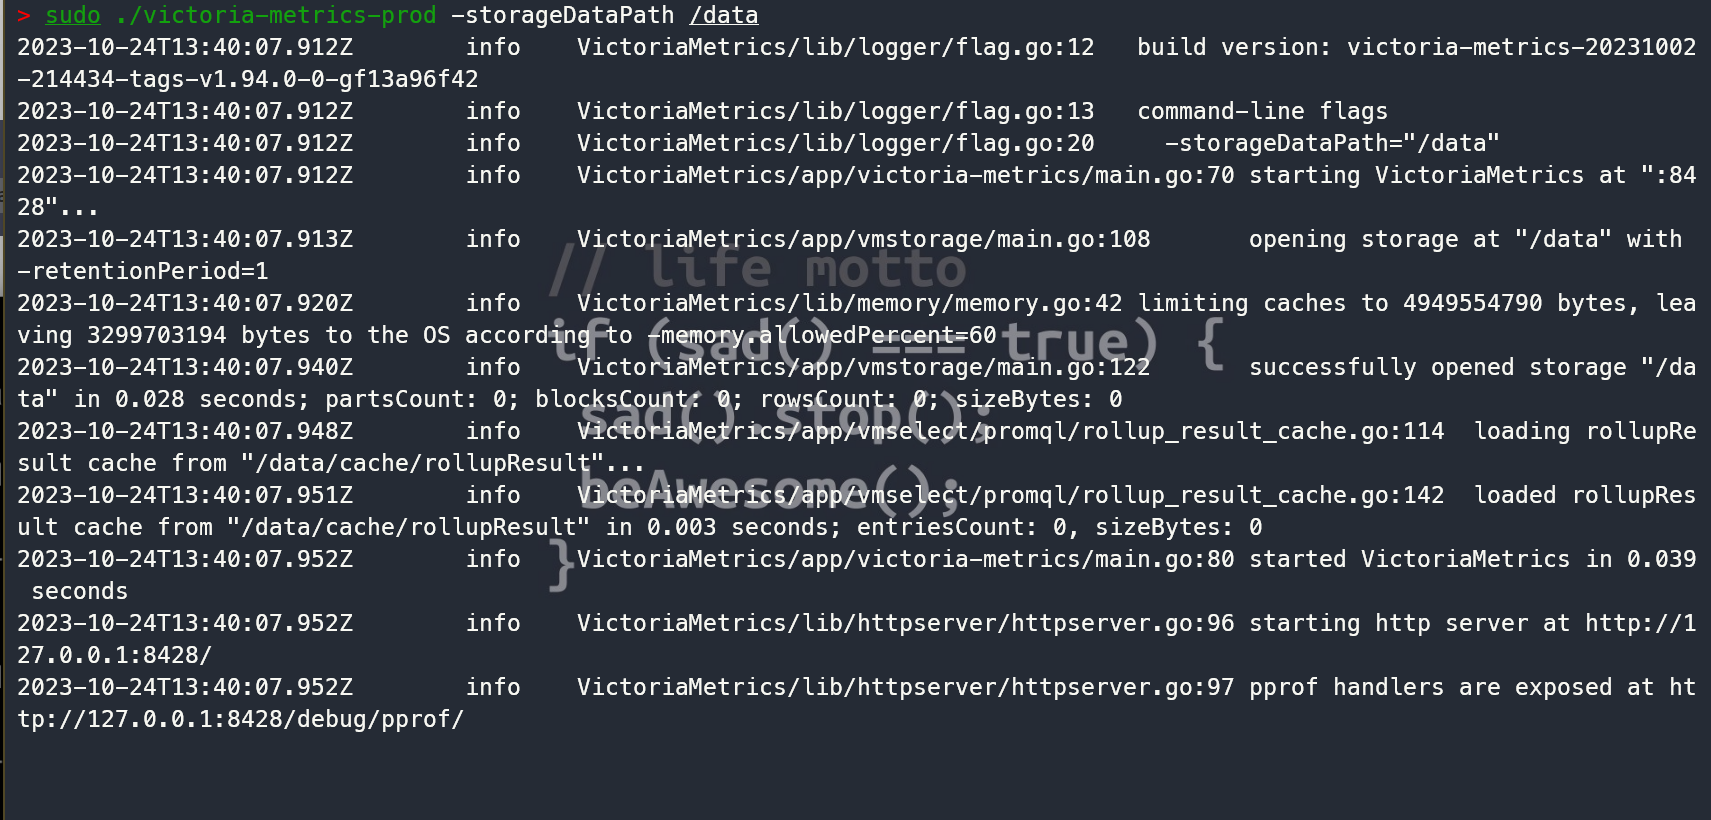 > sudo ./victoria-metrics-prod -storageDataPath /data
2023-10-24T13:40:07.912Z        info    VictoriaMetrics/lib/logger/flag.go:12   build version: victoria-metrics-20231002
-214434-tags-v1.94.0-0-gf13a96f42
2023-10-24T13:40:07.912Z        info    VictoriaMetrics/lib/logger/flag.go:13   command-line flags
2023-10-24T13:40:07.912Z        info    VictoriaMetrics/lib/logger/flag.go:20     -storageDataPath="/data"
2023-10-24T13:40:07.912Z        info    VictoriaMetrics/app/victoria-metrics/main.go:70 starting VictoriaMetrics at ":84
28"...
2023-10-24T13:40:07.913Z        info    VictoriaMetrics/app/vmstorage/main.go:108       opening storage at "/data" with
-retentionPeriod=1
2023-10-24T13:40:07.920Z        info    VictoriaMetrics/lib/memory/memory.go:42 limiting caches to 4949554790 bytes, lea
ving 3299703194 bytes to the OS according to -memory.allowedPercent=60
2023-10-24T13:40:07.940Z        info    VictoriaMetrics/app/vmstorage/main.go:122       successfully opened storage "/da
ta" in 0.028 seconds; partsCount: 0; blocksCount: 0; rowsCount: 0; sizeBytes: 0
2023-10-24T13:40:07.948Z        info    VictoriaMetrics/app/vmselect/promql/rollup_result_cache.go:114  loading rollupRe
sult cache from "/data/cache/rollupResult"...
2023-10-24T13:40:07.951Z        info    VictoriaMetrics/app/vmselect/promql/rollup_result_cache.go:142  loaded rollupRes
ult cache from "/data/cache/rollupResult" in 0.003 seconds; entriesCount: 0, sizeBytes: 0
2023-10-24T13:40:07.952Z        info    VictoriaMetrics/app/victoria-metrics/main.go:80 started VictoriaMetrics in 0.039
 seconds
2023-10-24T13:40:07.952Z        info    VictoriaMetrics/lib/httpserver/httpserver.go:96 starting http server at http://1
27.0.0.1:8428/
2023-10-24T13:40:07.952Z        info    VictoriaMetrics/lib/httpserver/httpserver.go:97 pprof handlers are exposed at ht
tp://127.0.0.1:8428/debug/pprof/
// life motto
if (sad() === true) {
sad().stop();
beAwesome();
}